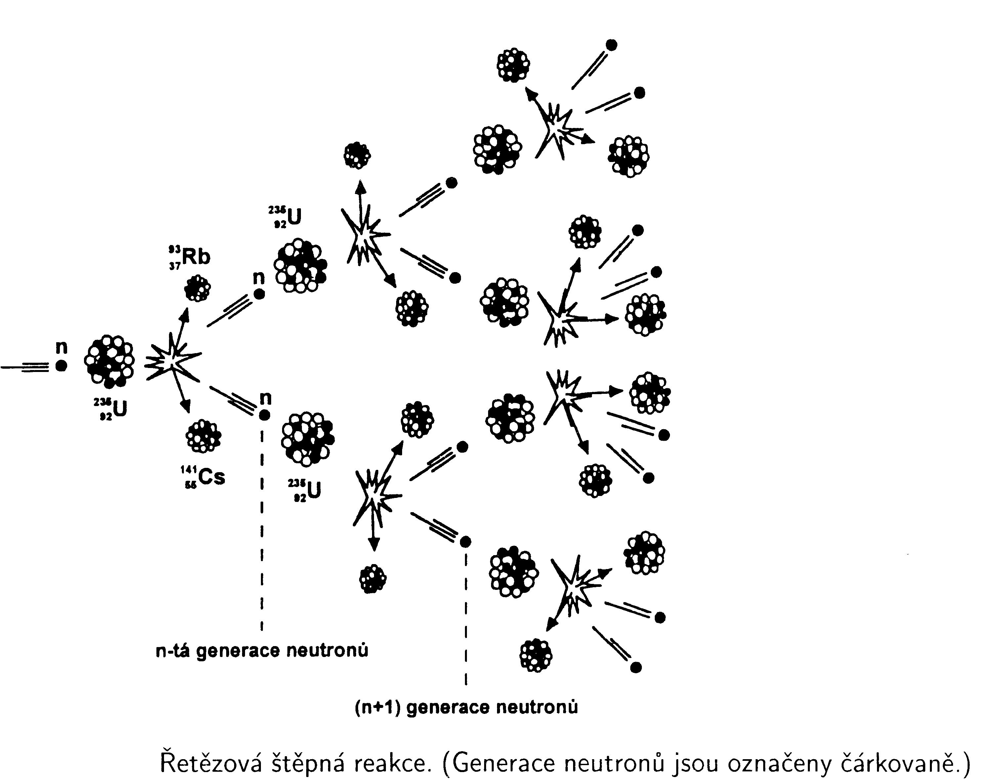 ²³⁵₉₂U
⁹³₃₇Rb
n
n
²³⁵₉₂U
n
¹⁴¹₅₅Cs
²³⁵₉₂U
n-tá generace neutronů
(n+1) generace neutronů
Řetězová štěpná reakce. (Generace neutronů jsou označeny čárkovaně.)